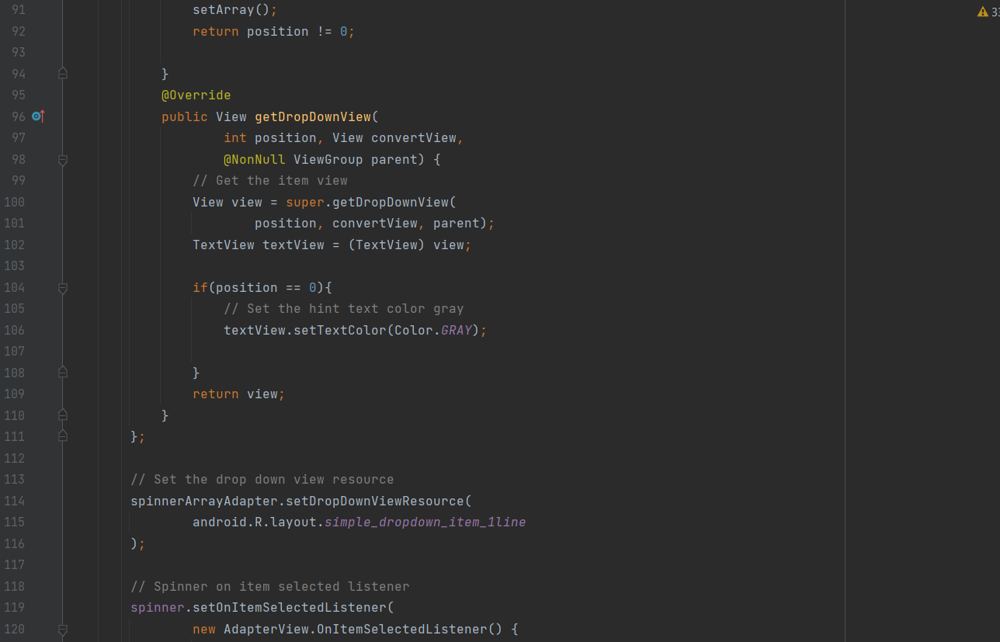 91 setArray();
92 return position != 0;
93
94 }
95 @Override
96 public View getDropDownView(
97 int position, View convertView,
98 @NonNull ViewGroup parent) {
99 // Get the item view
100 View view = super.getDropDownView(
101 position, convertView, parent);
102 TextView textView = (TextView) view;
103
104 if(position == 0){
105 // Set the hint text color gray
106 textView.setTextColor(Color.GRAY);
107
108 }
109 return view;
110 }
111 };
112
113 // Set the drop down view resource
114 spinnerArrayAdapter.setDropDownViewResource(
115 android.R.layout.simple_dropdown_item_1line
116 );
117
118 // Spinner on item selected listener
119 spinner.setOnItemSelectedListener(
120 new AdapterView.OnItemSelectedListener() {